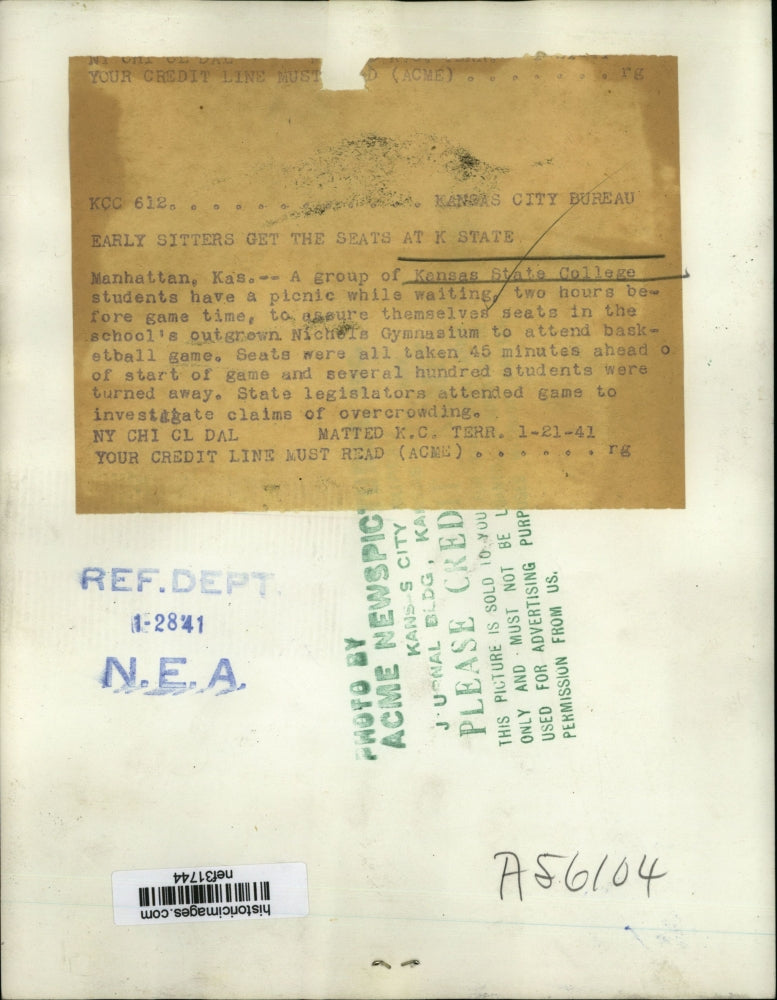 YOUR CREDIT LINE MUST D (ACME) . . . . . . . rg
KCC 612. . . . . . . . . . . . . . . KANSAS CITY BUREAU
EARLY SITTERS GET THE SEATS AT K STATE
Manhattan, Kas.-- A group of Kansas State College
students have a picnic while waiting, two hours be-
fore game time, to assure themselves seats in the
school's outgrown Nichols Gymnasium to attend bask-
etball game. Seats were all taken 45 minutes ahead o
of start of game and several hundred students were
turned away. State legislators attended game to
investigate claims of overcrowding.
NY CHI CL DAL MATTED K.C. TERR. 1-21-41
YOUR CREDIT LINE MUST READ (ACME) . . . . . . rg
REF. DEPT.
1-28'41
N.E.A.
PHOTO BY
ACME NEWSPIC
KANSAS CITY
J URNAL BLDG., KA
PLEASE CRED
THIS PICTURE IS SOLD TO YOU
ONLY AND MUST NOT BE L
USED FOR ADVERTISING PURP
PERMISSION FROM US.
A56104
historicimages.com
nef31744